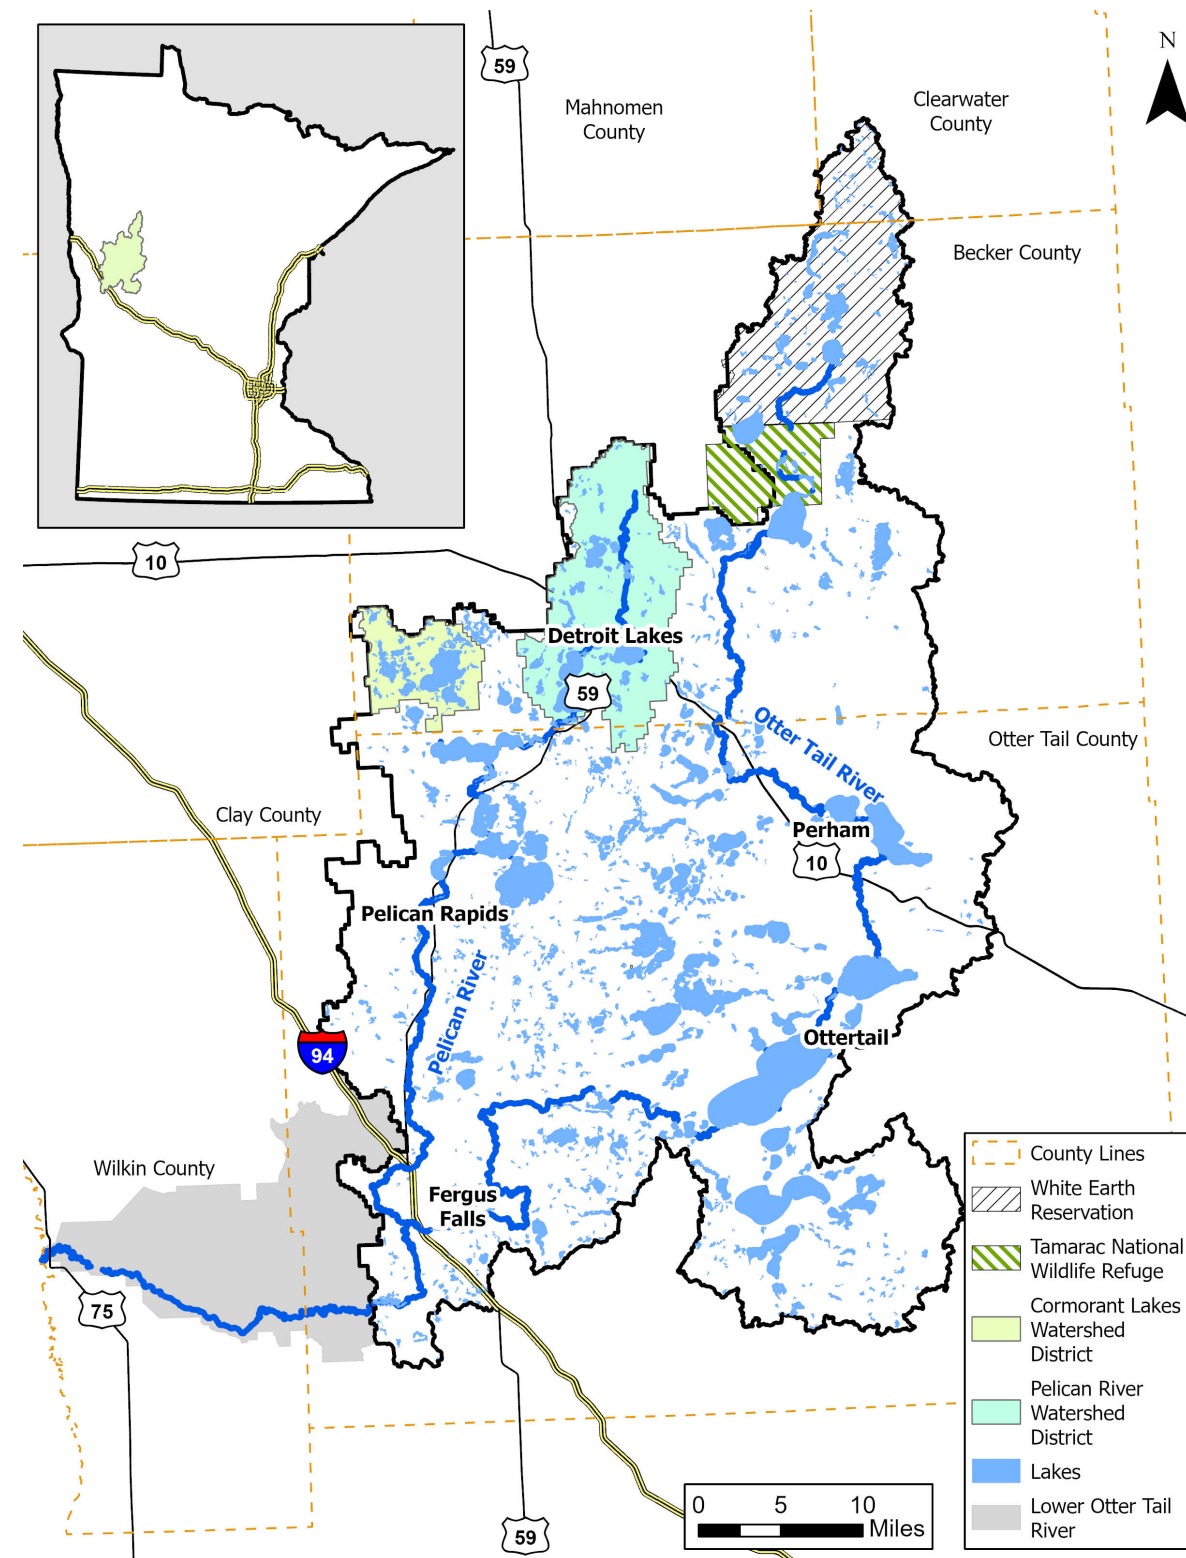 N
59
Mahnomen
County
Clearwater
County
Becker County
10
Detroit Lakes
59
Otter Tail River
Otter Tail County
Clay County
Perham
10
Pelican Rapids
Pelican River
Ottertail
94
Wilkin County
Fergus
Falls
75
59
County Lines
White Earth
Reservation
Tamarac National
Wildlife Refuge
Cormorant Lakes
Watershed
District
Pelican River
Watershed
District
Lakes
Lower Otter Tail
River
0 5 10
Miles